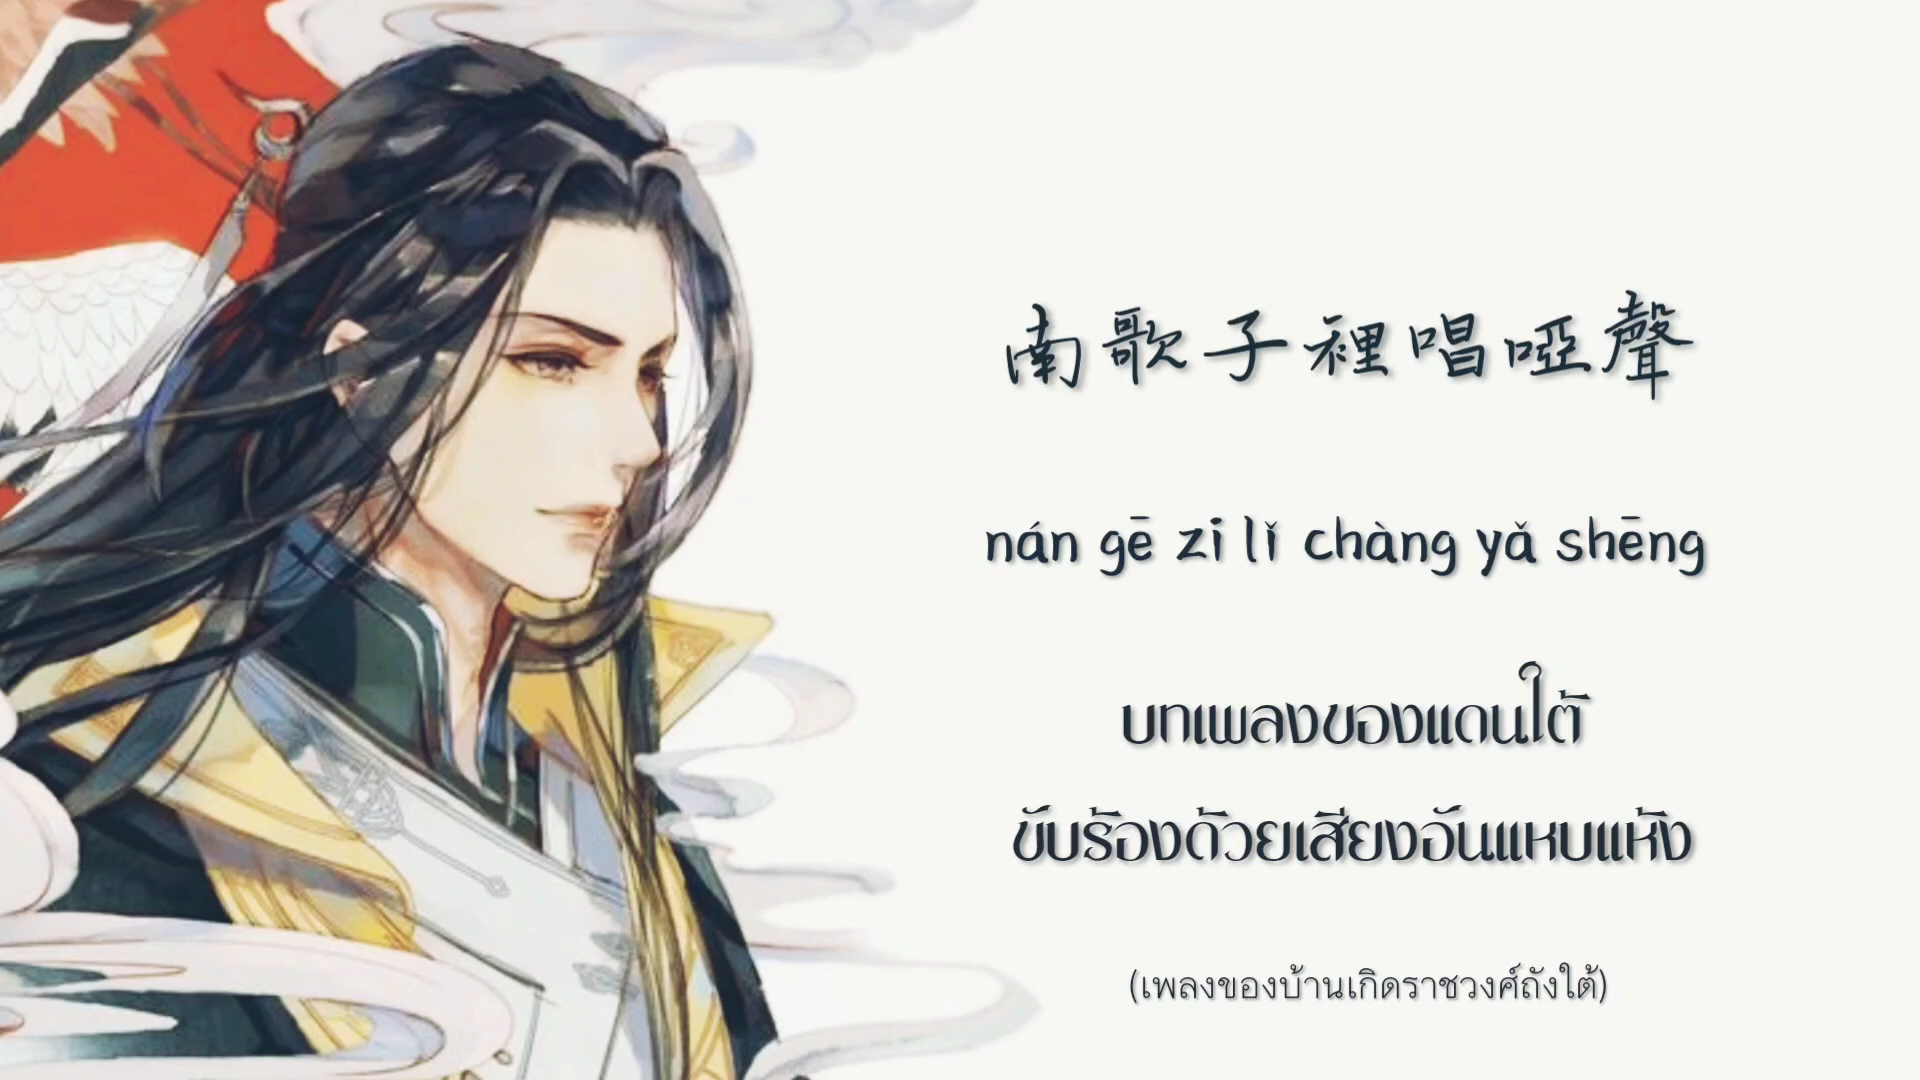 南歌子裡唱啞聲
nán gē zi lǐ chàng yǎ shēng
บทเพลงของแดนใต้
ขับร้องด้วยเสียงอันแหบแห้ง
(เพลงของบ้านเกิดราชวงศ์ถังใต้)